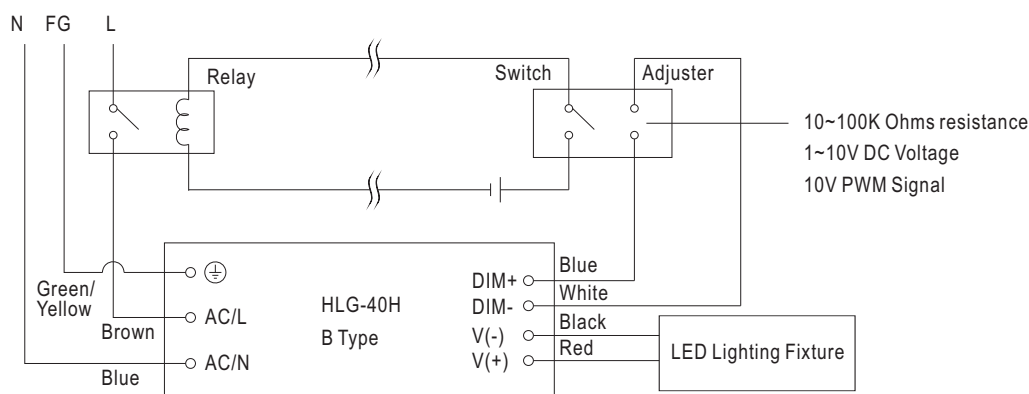 N FG L
Relay
Switch
Adjuster
10~100K Ohms resistance
1~10V DC Voltage
10V PWM Signal
Green/
Yellow
Brown
Blue
AC/L
AC/N
HLG-40H
B Type
DIM+
DIM-
V(-)
V(+)
Blue
White
Black
Red
LED Lighting Fixture